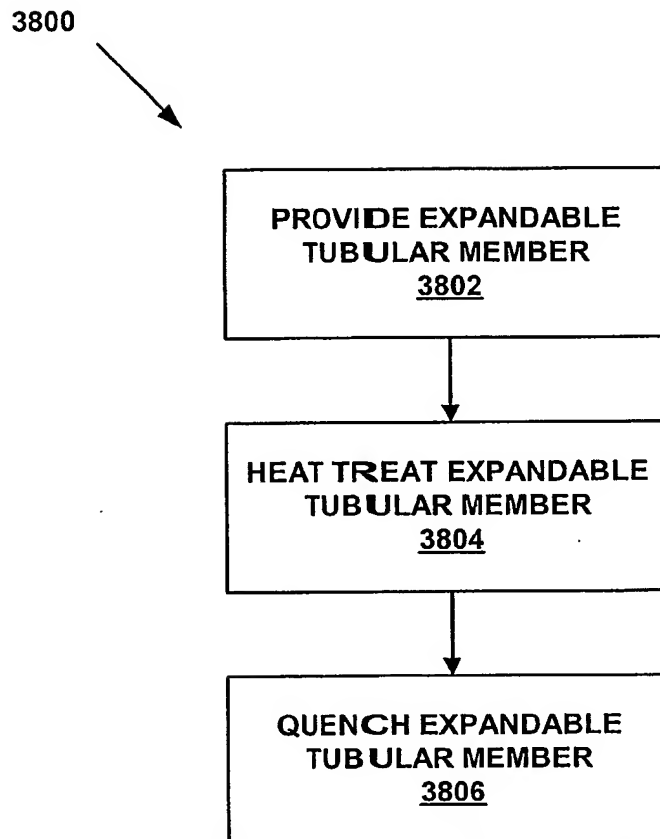 3800
PROVIDE EXPANDABLE
TUBULAR MEMBER
3802
HEAT TREAT EXPANDABLE
TUBULAR MEMBER
3804
QUENCH EXPANDABLE
TUBULAR MEMBER
3806